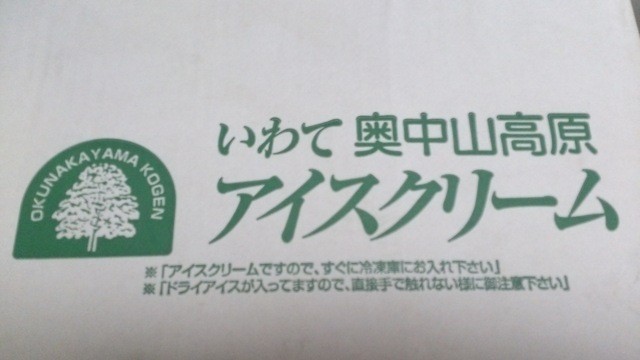 OKUNAKAYAMA KOGEN
いわて 奥中山高原
アイスクリーム
※「アイスクリームですので、すぐに冷凍庫にお入れ下さい」
※「ドライアイスが入ってますので、直接手で触れない様に御注意下さい」